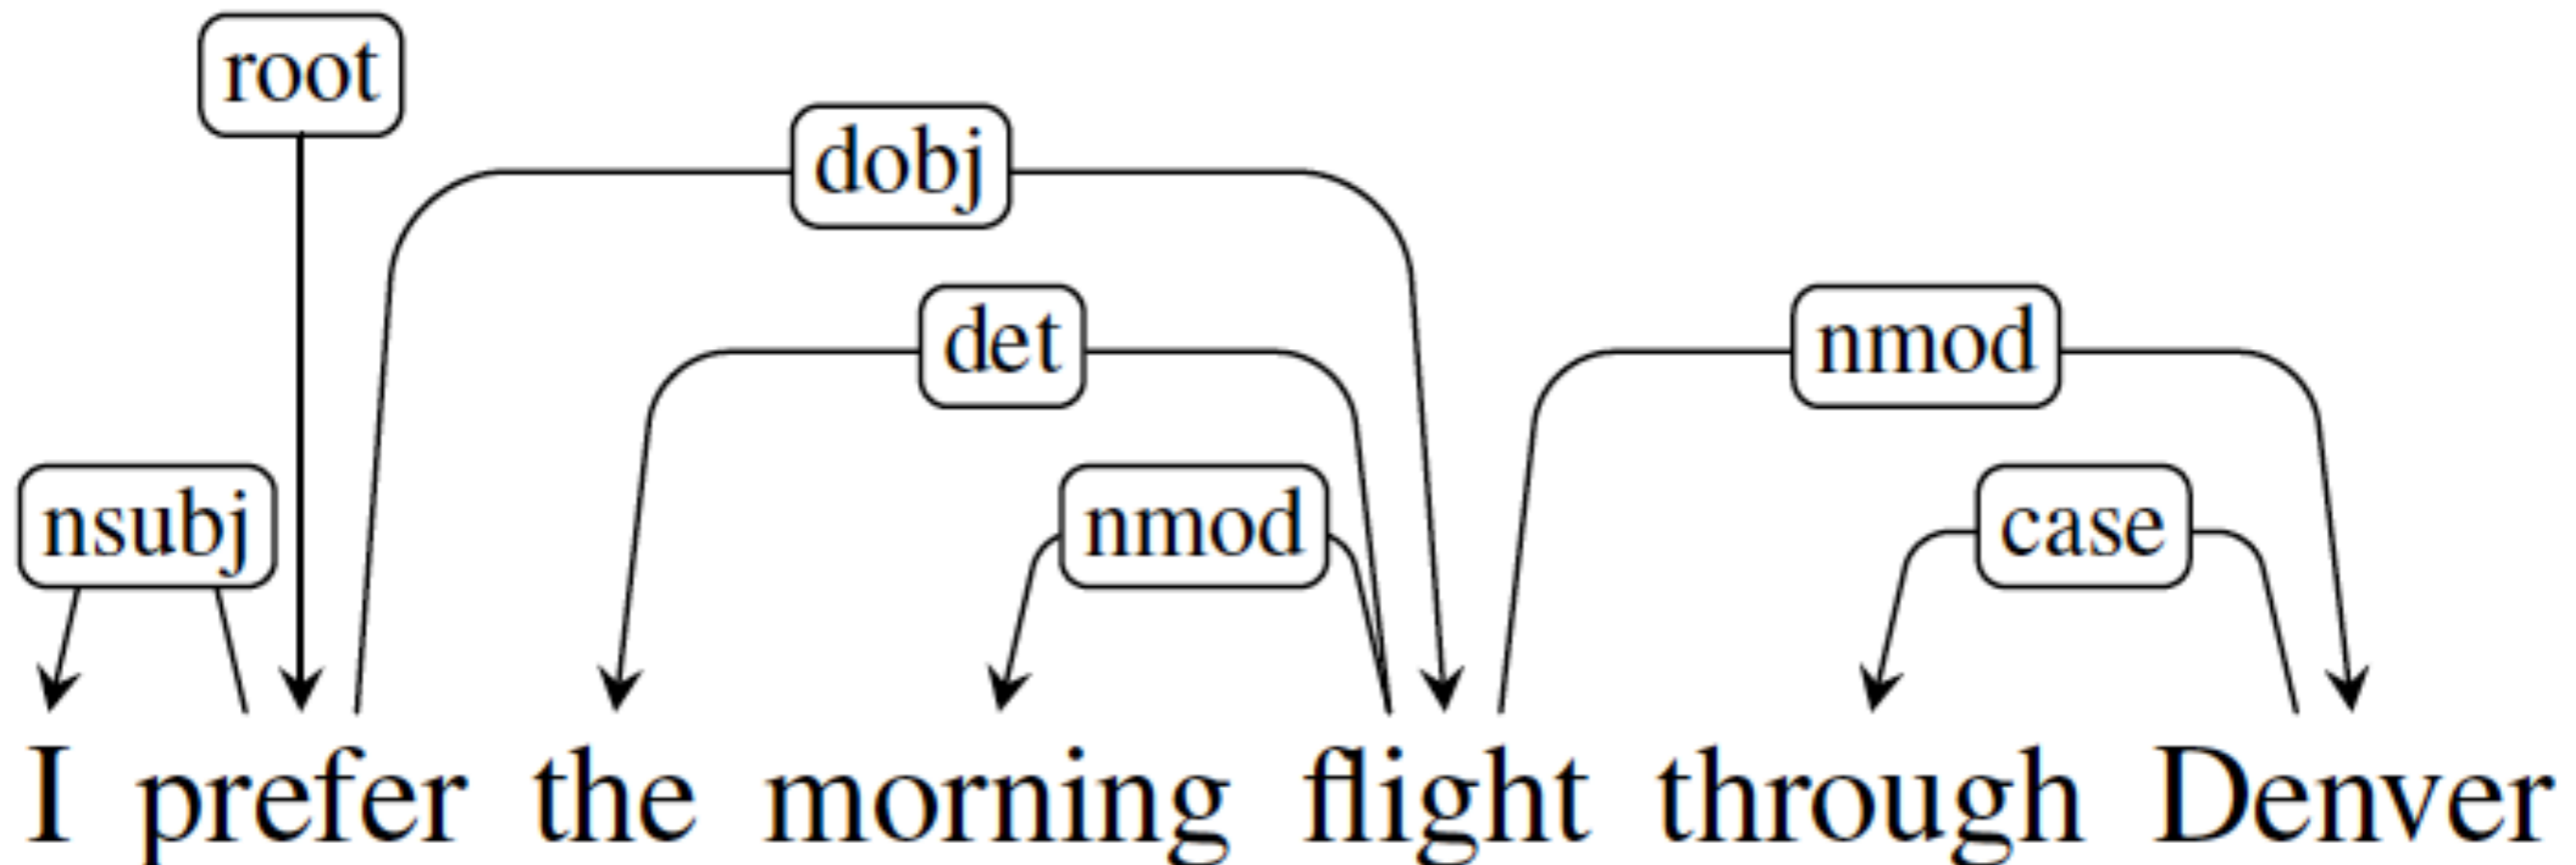 root
dobj
det nmod
nsubj nmod case
I prefer the morning flight through Denver